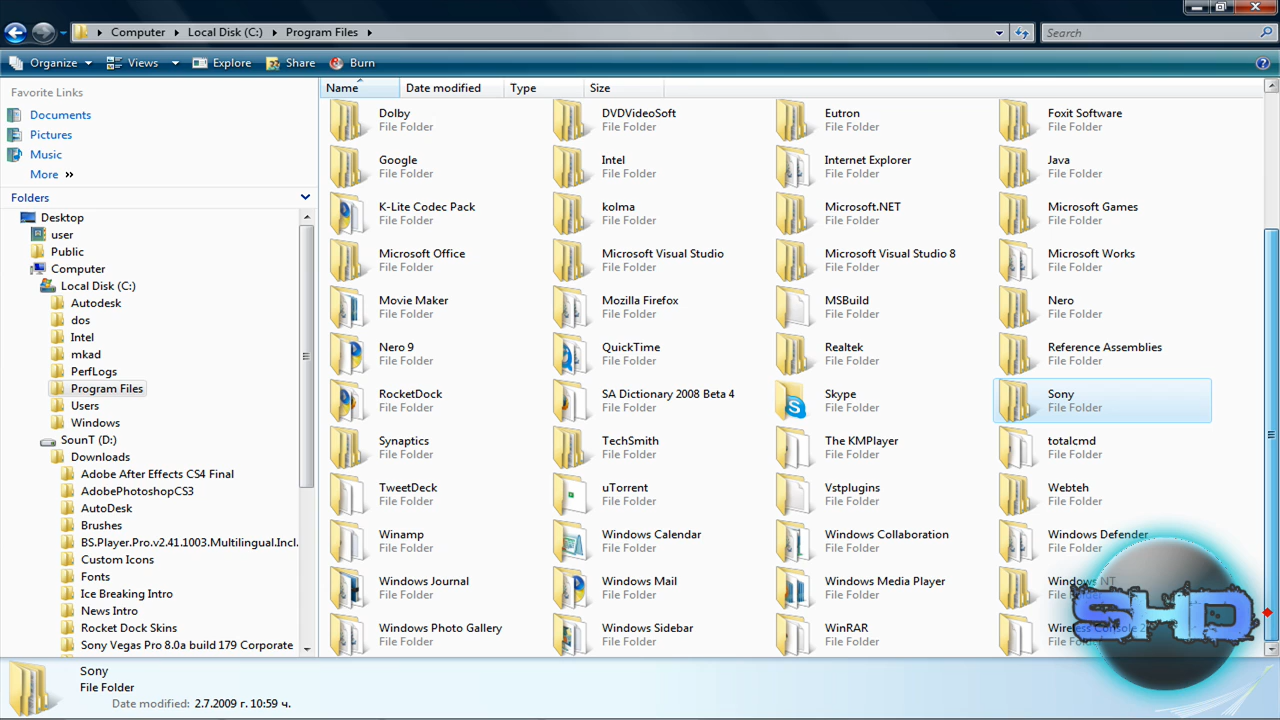 Computer Local Disk (C:) Program Files Search
Organize Views Explore Share Burn
Favorite Links
Documents
Pictures
Music
More »
Folders
Desktop
user
Public
Computer
Local Disk (C:)
Autodesk
dos
Intel
mkad
PerfLogs
Program Files
Users
Windows
SounT (D:)
Downloads
Adobe After Effects CS4 Final
AdobePhotoshopCS3
AutoDesk
Brushes
BS.Player.Pro.v2.41.1003.Multilingual.Incl.
Custom Icons
Fonts
Ice Breaking Intro
News Intro
Rocket Dock Skins
Sony Vegas Pro 8.0a build 179 Corporate
Name Date modified Type Size
Dolby DVDVideoSoft Eutron Foxit Software
File Folder File Folder File Folder File Folder
Google Intel Internet Explorer Java
File Folder File Folder File Folder File Folder
K-Lite Codec Pack kolma Microsoft.NET Microsoft Games
File Folder File Folder File Folder File Folder
Microsoft Office Microsoft Visual Studio Microsoft Visual Studio 8 Microsoft Works
File Folder File Folder File Folder File Folder
Movie Maker Mozilla Firefox MSBuild Nero
File Folder File Folder File Folder File Folder
Nero 9 QuickTime Realtek Reference Assemblies
File Folder File Folder File Folder File Folder
RocketDock SA Dictionary 2008 Beta 4 Skype Sony
File Folder File Folder File Folder File Folder
Synaptics TechSmith The KMPlayer totalcmd
File Folder File Folder File Folder File Folder
TweetDeck uTorrent Vstplugins Webteh
File Folder File Folder File Folder File Folder
Winamp Windows Calendar Windows Collaboration Windows Defender
File Folder File Folder File Folder File Folder
Windows Journal Windows Mail Windows Media Player Windows NT
File Folder File Folder File Folder File Folder
Windows Photo Gallery Windows Sidebar WinRAR Wireless Console 2
File Folder File Folder File Folder
SHD
Sony
File Folder
Date modified: 2.7.2009 г. 10:59 ч.